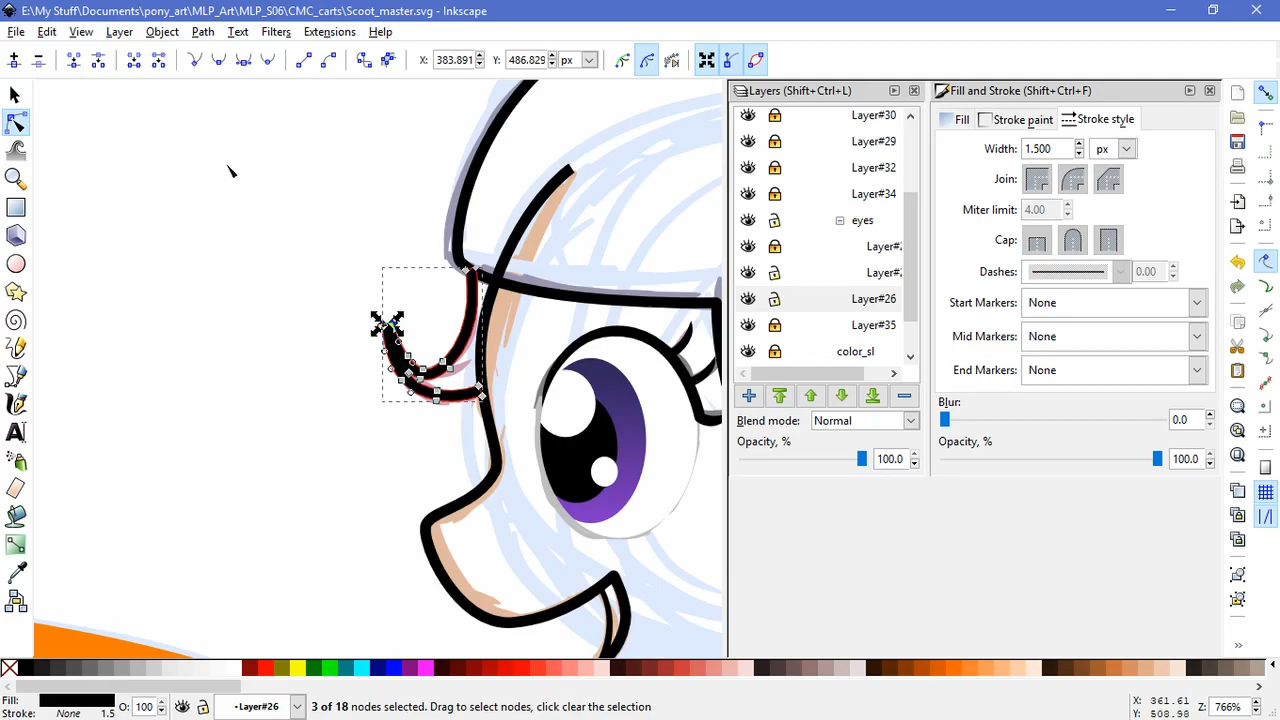 E:\My Stuff\Documents\pony_art\MLP_Art\MLP_S06\CMC_carts\Scoot_master.svg - Inkscape
File Edit View Layer Object Path Text Filters Extensions Help
X: 383.891 Y: 486.829 px
Layers (Shift+Ctrl+L)
Layer#30
Layer#29
Layer#32
Layer#34
eyes
Layer#
Layer#
Layer#26
Layer#35
color_sl
Blend mode: Normal
Opacity, %
100.0
Fill and Stroke (Shift+Ctrl+F)
Fill Stroke paint Stroke style
Width: 1.500 px
Join:
Miter limit: 4.00
Cap:
Dashes: 0.00
Start Markers: None
Mid Markers: None
End Markers: None
Blur:
0.0
Opacity, %
100.0
Fill:
Stroke: None 1.5
O: 100
•Layer#26
3 of 18 nodes selected. Drag to select nodes, click clear the selection
X: 361.61
Y: 508.98
Z: 766%